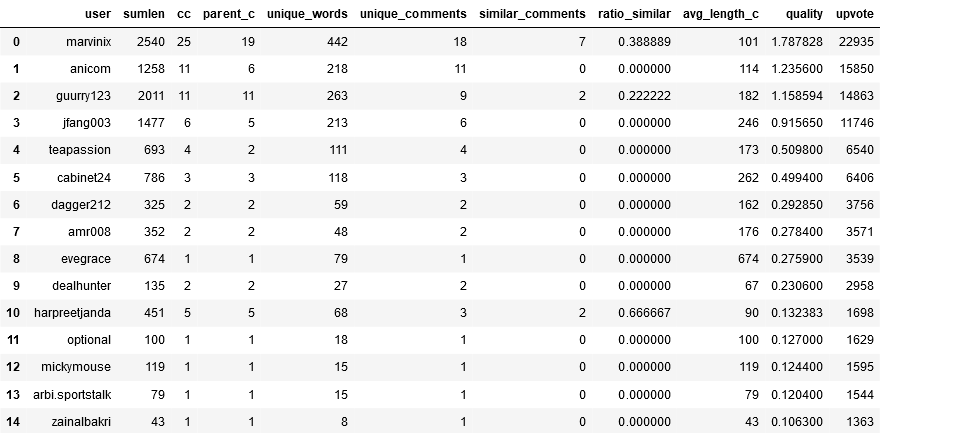 user sumlen cc parent_c unique_words unique_comments similar_comments ratio_similar avg_length_c quality upvote
0 marvinix 2540 25 19 442 18 7 0.388889 101 1.787828 22935
1 anicom 1258 11 6 218 11 0 0.000000 114 1.235600 15850
2 guurry123 2011 11 11 263 9 2 0.222222 182 1.158594 14863
3 jfang003 1477 6 5 213 6 0 0.000000 246 0.915650 11746
4 teapassion 693 4 2 111 4 0 0.000000 173 0.509800 6540
5 cabinet24 786 3 3 118 3 0 0.000000 262 0.499400 6406
6 dagger212 325 2 2 59 2 0 0.000000 162 0.292850 3756
7 amr008 352 2 2 48 2 0 0.000000 176 0.278400 3571
8 evegrace 674 1 1 79 1 0 0.000000 674 0.275900 3539
9 dealhunter 135 2 2 27 2 0 0.000000 67 0.230600 2958
10 harpreetjanda 451 5 5 68 3 2 0.666667 90 0.132383 1698
11 optional 100 1 1 18 1 0 0.000000 100 0.127000 1629
12 mickymouse 119 1 1 15 1 0 0.000000 119 0.124400 1595
13 arbi.sportstalk 79 1 1 15 1 0 0.000000 79 0.120400 1544
14 zainalbakri 43 1 1 8 1 0 0.000000 43 0.106300 1363